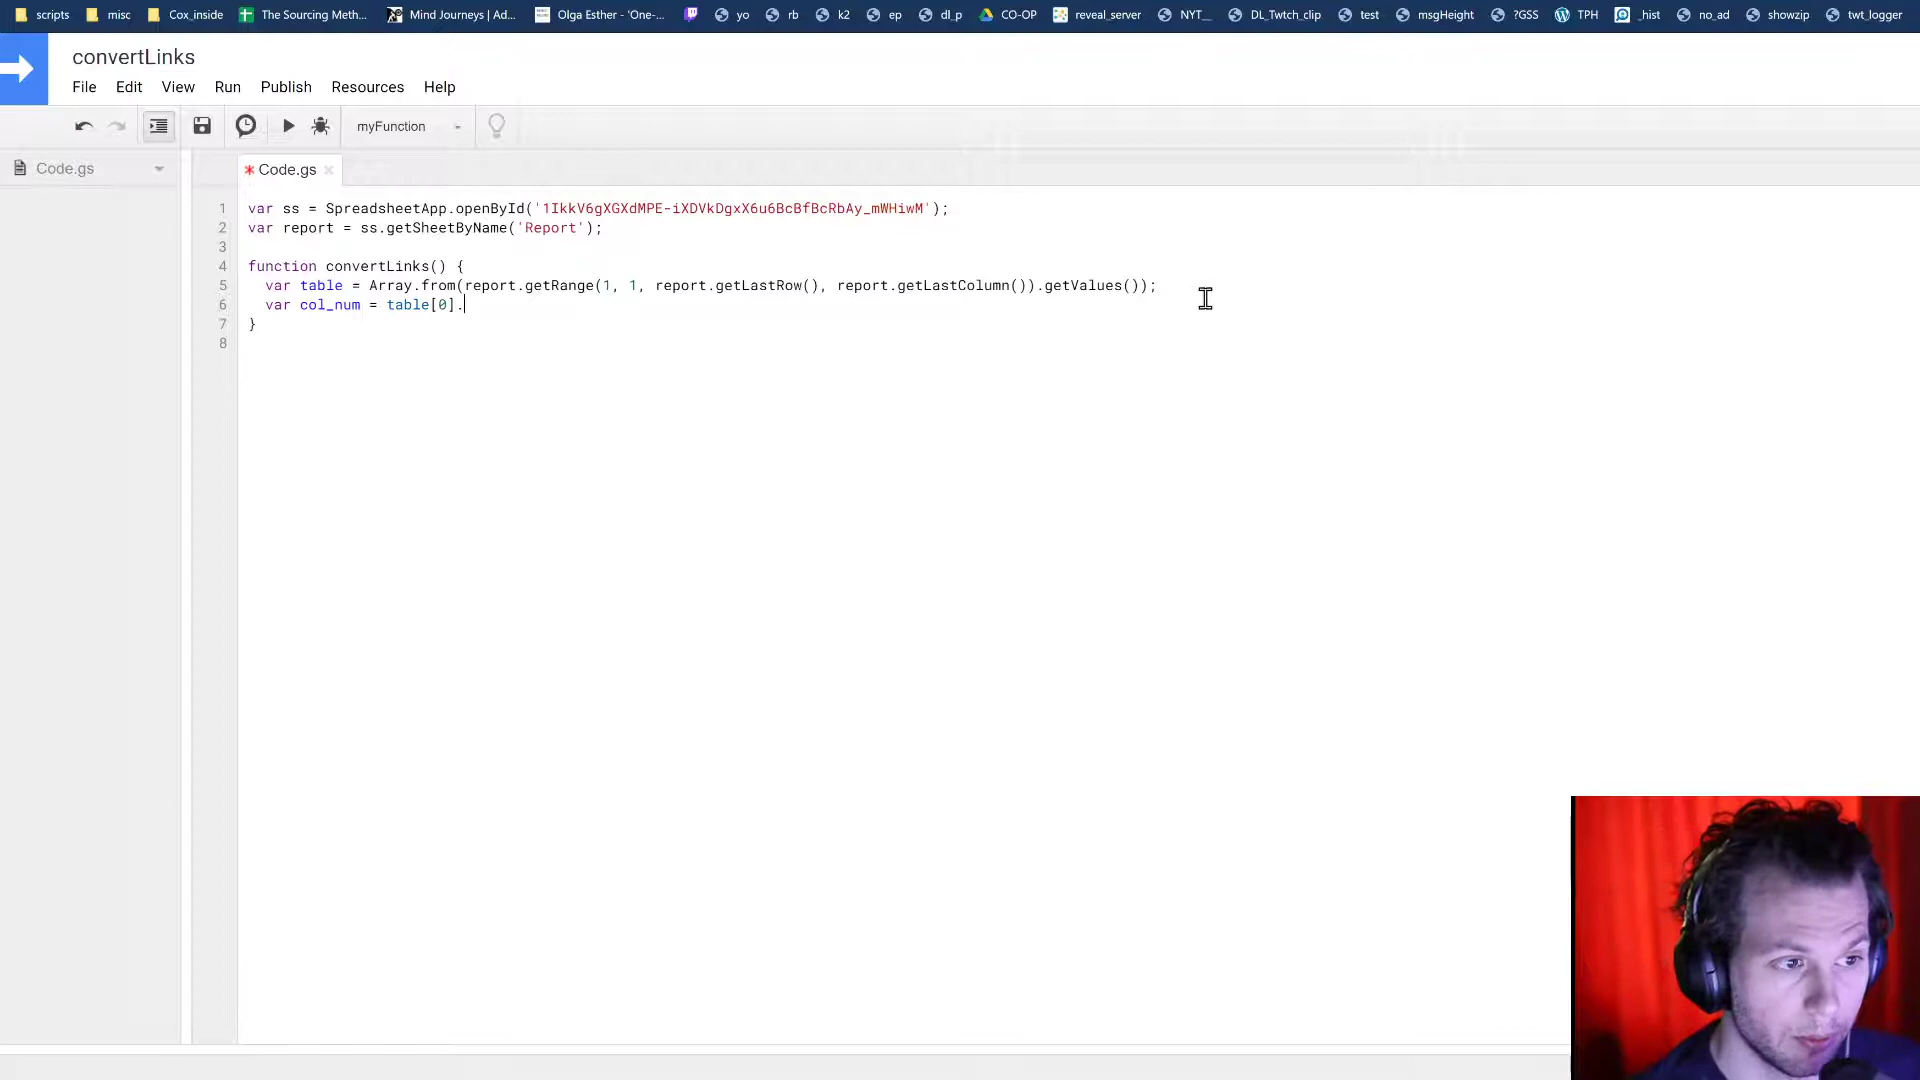 scripts misc Cox_inside The Sourcing Meth... Mind Journeys | Ad... Olga Esther - 'One-... yo rb k2 ep dl_p CO-OP reveal_server NYT__ DL_Twtch_clip test msgHeight ?GSS TPH _hist no_ad showzip twt_logger
convertLinks
File Edit View Run Publish Resources Help
myFunction
Code.gs
* Code.gs
1 var ss = SpreadsheetApp.openById('1IkkV6gXGXdMPE-iXDVkDgxX6u6BcBfBcRbAy_mWHiwM');
2 var report = ss.getSheetByName('Report');
3
4 function convertLinks() {
5 var table = Array.from(report.getRange(1, 1, report.getLastRow(), report.getLastColumn()).getValues());
6 var col_num = table[0].
7 }
8